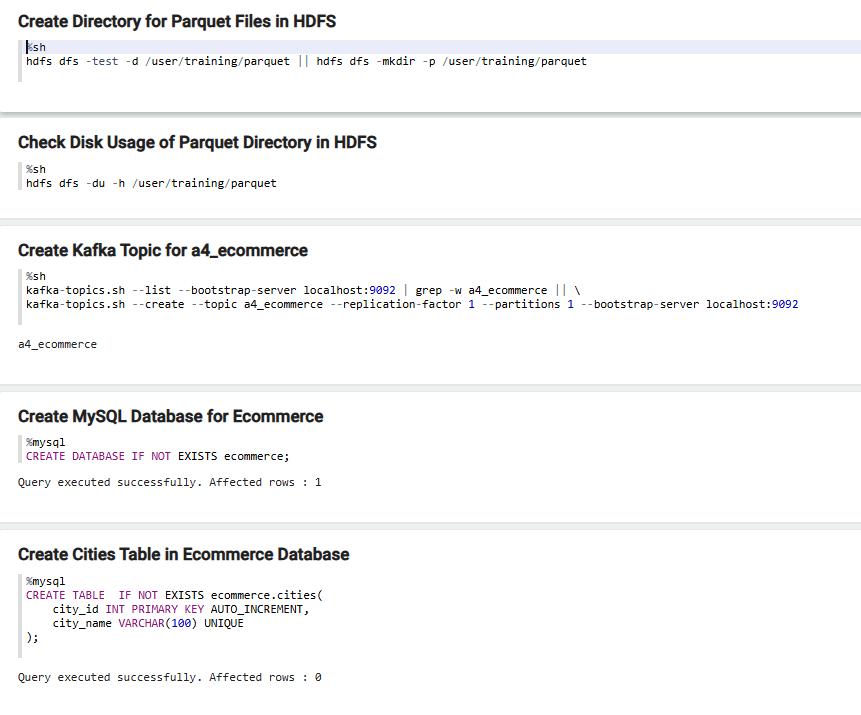 Create Directory for Parquet Files in HDFS
%sh
hdfs dfs -test -d /user/training/parquet || hdfs dfs -mkdir -p /user/training/parquet
Check Disk Usage of Parquet Directory in HDFS
%sh
hdfs dfs -du -h /user/training/parquet
Create Kafka Topic for a4_ecommerce
%sh
kafka-topics.sh --list --bootstrap-server localhost:9092 | grep -w a4_ecommerce || \
kafka-topics.sh --create --topic a4_ecommerce --replication-factor 1 --partitions 1 --bootstrap-server localhost:9092
a4_ecommerce
Create MySQL Database for Ecommerce
%mysql
CREATE DATABASE IF NOT EXISTS ecommerce;
Query executed successfully. Affected rows : 1
Create Cities Table in Ecommerce Database
%mysql
CREATE TABLE  IF NOT EXISTS ecommerce.cities(
    city_id INT PRIMARY KEY AUTO_INCREMENT,
    city_name VARCHAR(100) UNIQUE
);
Query executed successfully. Affected rows : 0